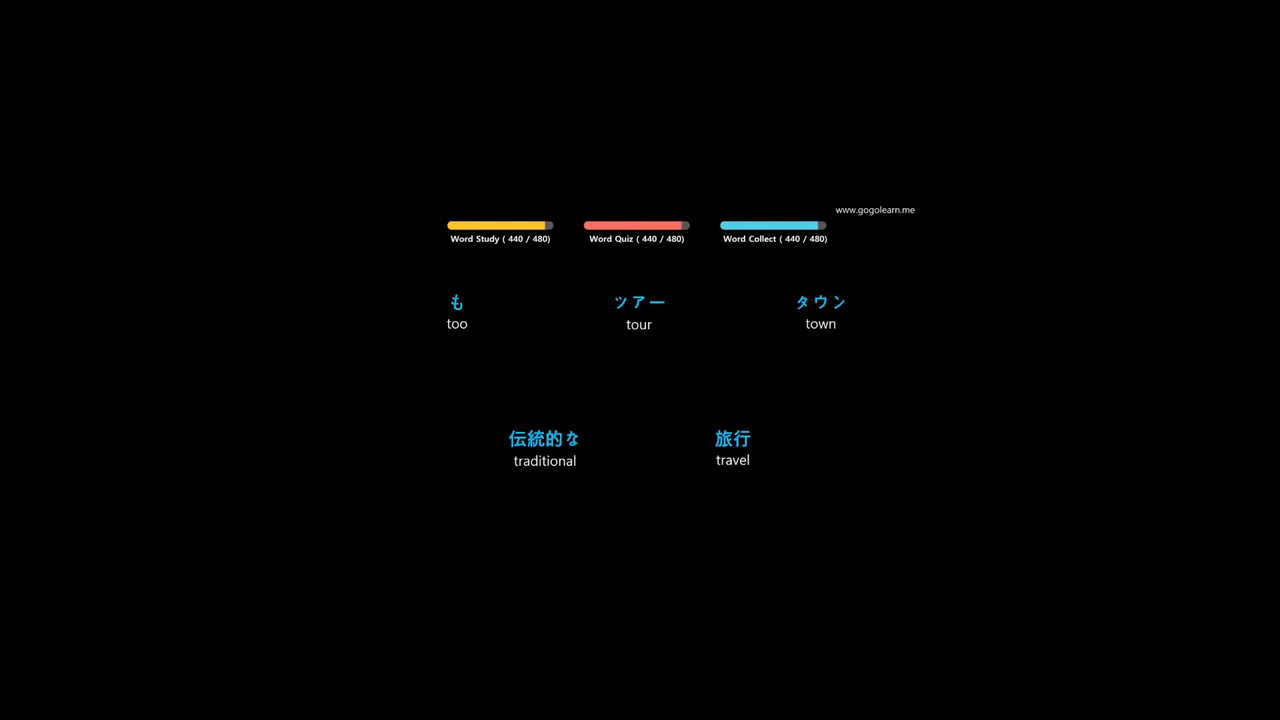 www.gogolearn.me
Word Study ( 440 / 480)
Word Quiz ( 440 / 480)
Word Collect ( 440 / 480)
も
too
ツアー
tour
タウン
town
伝統的な
traditional
旅行
travel